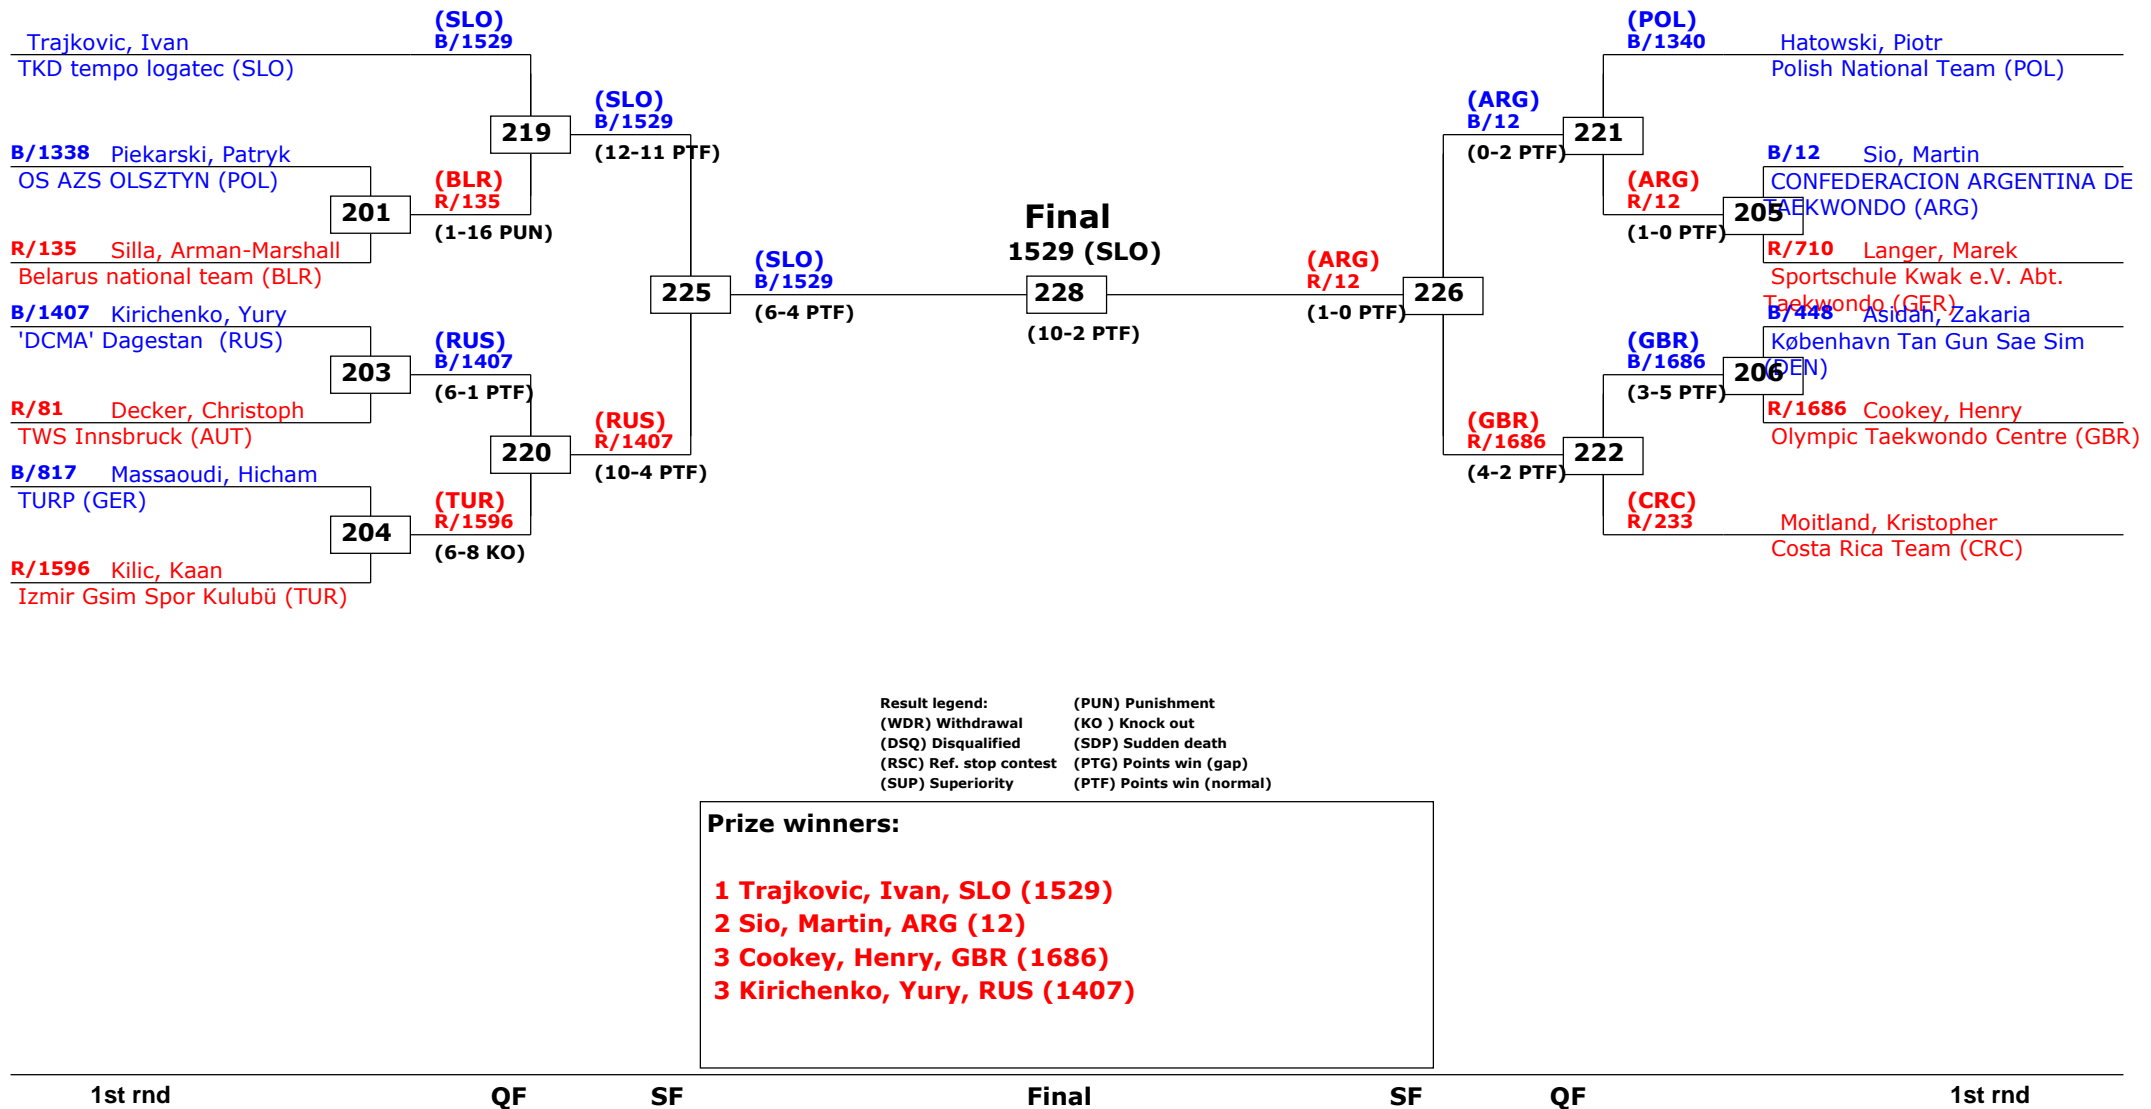 (SLO)
B/1529
Trajkovic, Ivan
TKD tempo logatec (SLO)
(SLO)
B/1529
219
(12-11 PTF)
B/1338 Piekarski, Patryk
OS AZS OLSZTYN (POL)
(BLR)
R/135
201
(1-16 PUN)
R/135 Silla, Arman-Marshall
Belarus national team (BLR)
(SLO)
B/1529
225
(6-4 PTF)
B/1407 Kirichenko, Yury
'DCMA' Dagestan (RUS)
(RUS)
B/1407
203
(6-1 PTF)
R/81 Decker, Christoph
TWS Innsbruck (AUT)
(RUS)
R/1407
220
(10-4 PTF)
B/817 Massaoudi, Hicham
TURP (GER)
(TUR)
R/1596
204
(6-8 KO)
R/1596 Kilic, Kaan
Izmir Gsim Spor Kulubü (TUR)
Final
1529 (SLO)
228
(10-2 PTF)
(POL)
B/1340
Hatowski, Piotr
Polish National Team (POL)
(ARG)
B/12
221
(0-2 PTF)
B/12 Sio, Martin
CONFEDERACION ARGENTINA DE
TAEKWONDO (ARG)
(ARG)
R/12
205
(1-0 PTF)
R/710 Langer, Marek
Sportschule Kwak e.V. Abt.
Taekwondo (GER)
(ARG)
R/12
226
(1-0 PTF)
B/448 Asidah, Zakaria
København Tan Gun Sae Sim
(DEN)
(GBR)
B/1686
206
(3-5 PTF)
R/1686 Cookey, Henry
Olympic Taekwondo Centre (GBR)
(GBR)
R/1686
222
(4-2 PTF)
(CRC)
R/233
Moitland, Kristopher
Costa Rica Team (CRC)
Result legend: (PUN) Punishment
(WDR) Withdrawal (KO ) Knock out
(DSQ) Disqualified (SDP) Sudden death
(RSC) Ref. stop contest (PTG) Points win (gap)
(SUP) Superiority (PTF) Points win (normal)
Prize winners:
1 Trajkovic, Ivan, SLO (1529)
2 Sio, Martin, ARG (12)
3 Cookey, Henry, GBR (1686)
3 Kirichenko, Yury, RUS (1407)
1st rnd QF SF Final SF QF 1st rnd